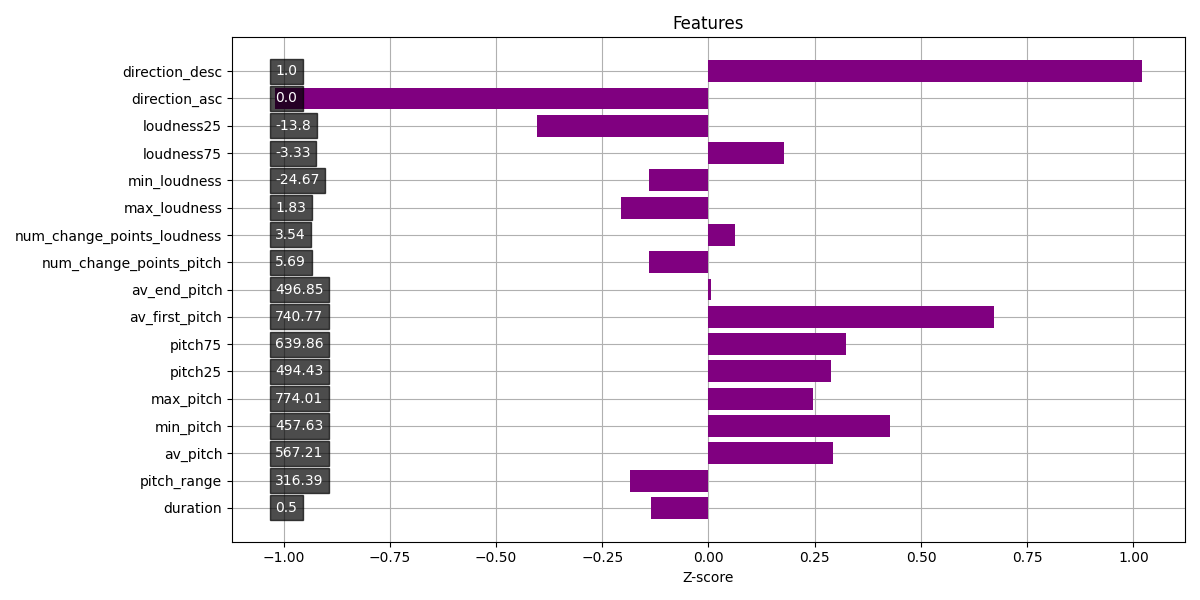 Features
direction_desc 1.0
direction_asc 0.0
loudness25 -13.8
loudness75 -3.33
min_loudness -24.67
max_loudness 1.83
num_change_points_loudness 3.54
num_change_points_pitch 5.69
av_end_pitch 496.85
av_first_pitch 740.77
pitch75 639.86
pitch25 494.43
max_pitch 774.01
min_pitch 457.63
av_pitch 567.21
pitch_range 316.39
duration 0.5
−1.00 −0.75 −0.50 −0.25 0.00 0.25 0.50 0.75 1.00
Z-score